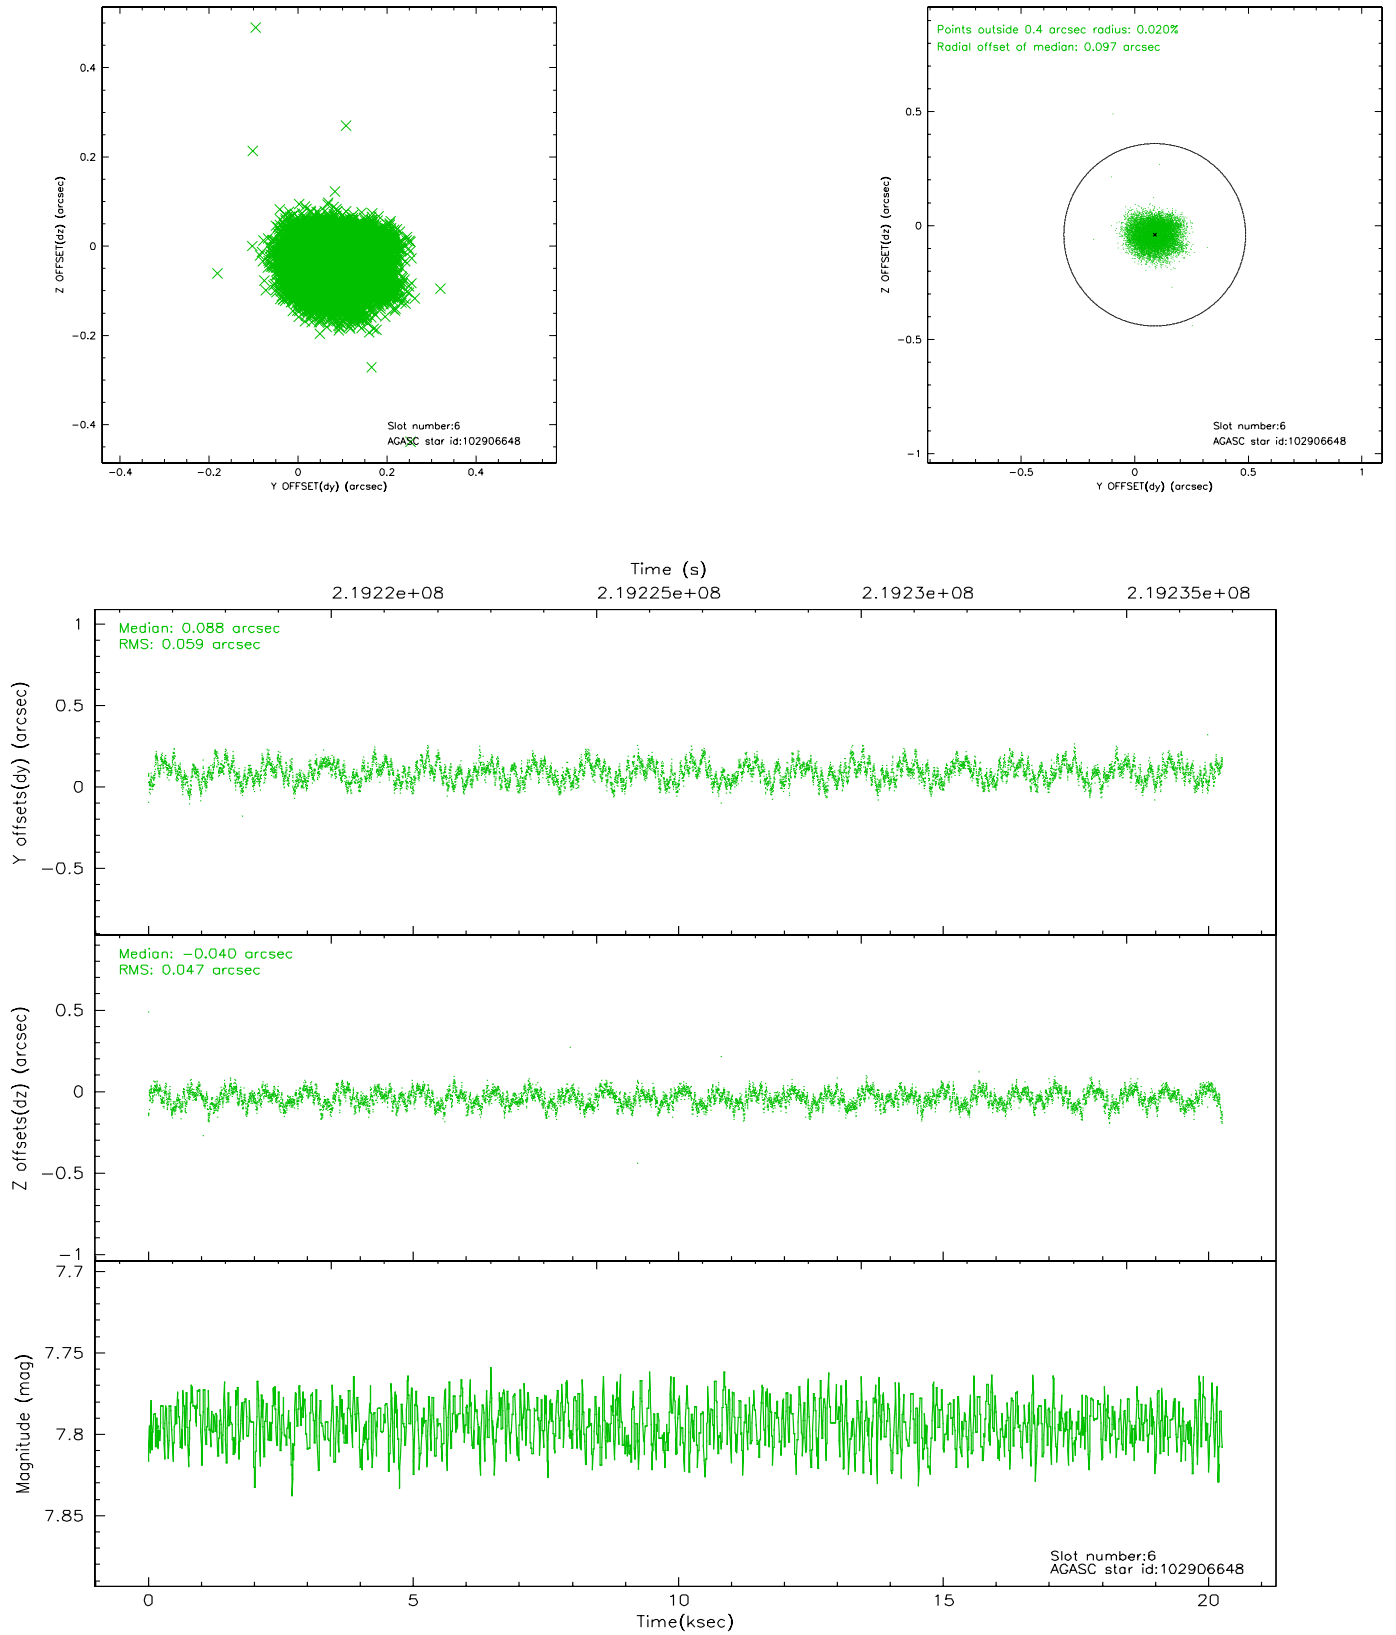 0.4
0.2
0
−0.2
−0.4
Z OFFSET(dz) (arcsec)
Slot number:6
AGASC star id:102906648
−0.4 −0.2 0 0.2 0.4
Y OFFSET(dy) (arcsec)
Points outside 0.4 arcsec radius: 0.020%
Radial offset of median: 0.097 arcsec
0.5
0
−0.5
−1
Z OFFSET(dz) (arcsec)
Slot number:6
AGASC star id:102906648
−0.5 0 0.5 1
Y OFFSET(dy) (arcsec)
Time (s)
2.1922e+08 2.19225e+08 2.1923e+08 2.19235e+08
Median: 0.088 arcsec
RMS: 0.059 arcsec
1
0.5
0
−0.5
Y offsets(dy) (arcsec)
Median: −0.040 arcsec
RMS: 0.047 arcsec
0.5
0
−0.5
−1
Z offsets(dz) (arcsec)
7.7
7.75
7.8
7.85
Magnitude (mag)
Slot number:6
AGASC star id:102906648
0 5 10 15 20
Time(ksec)